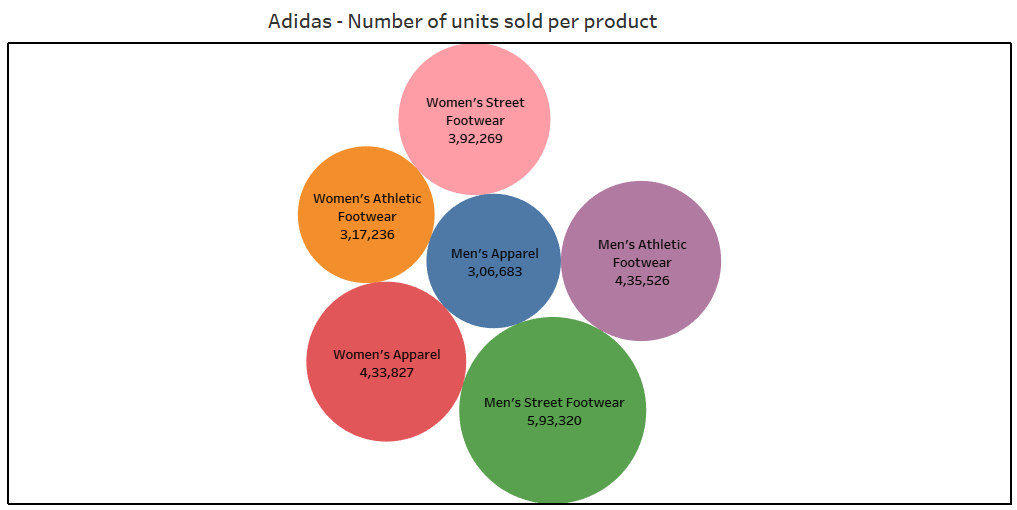 Adidas - Number of units sold per product
Women's Street
Footwear
3,92,269
Women's Athletic
Footwear
3,17,236
Men's Apparel
3,06,683
Men's Athletic
Footwear
4,35,526
Women's Apparel
4,33,827
Men's Street Footwear
5,93,320